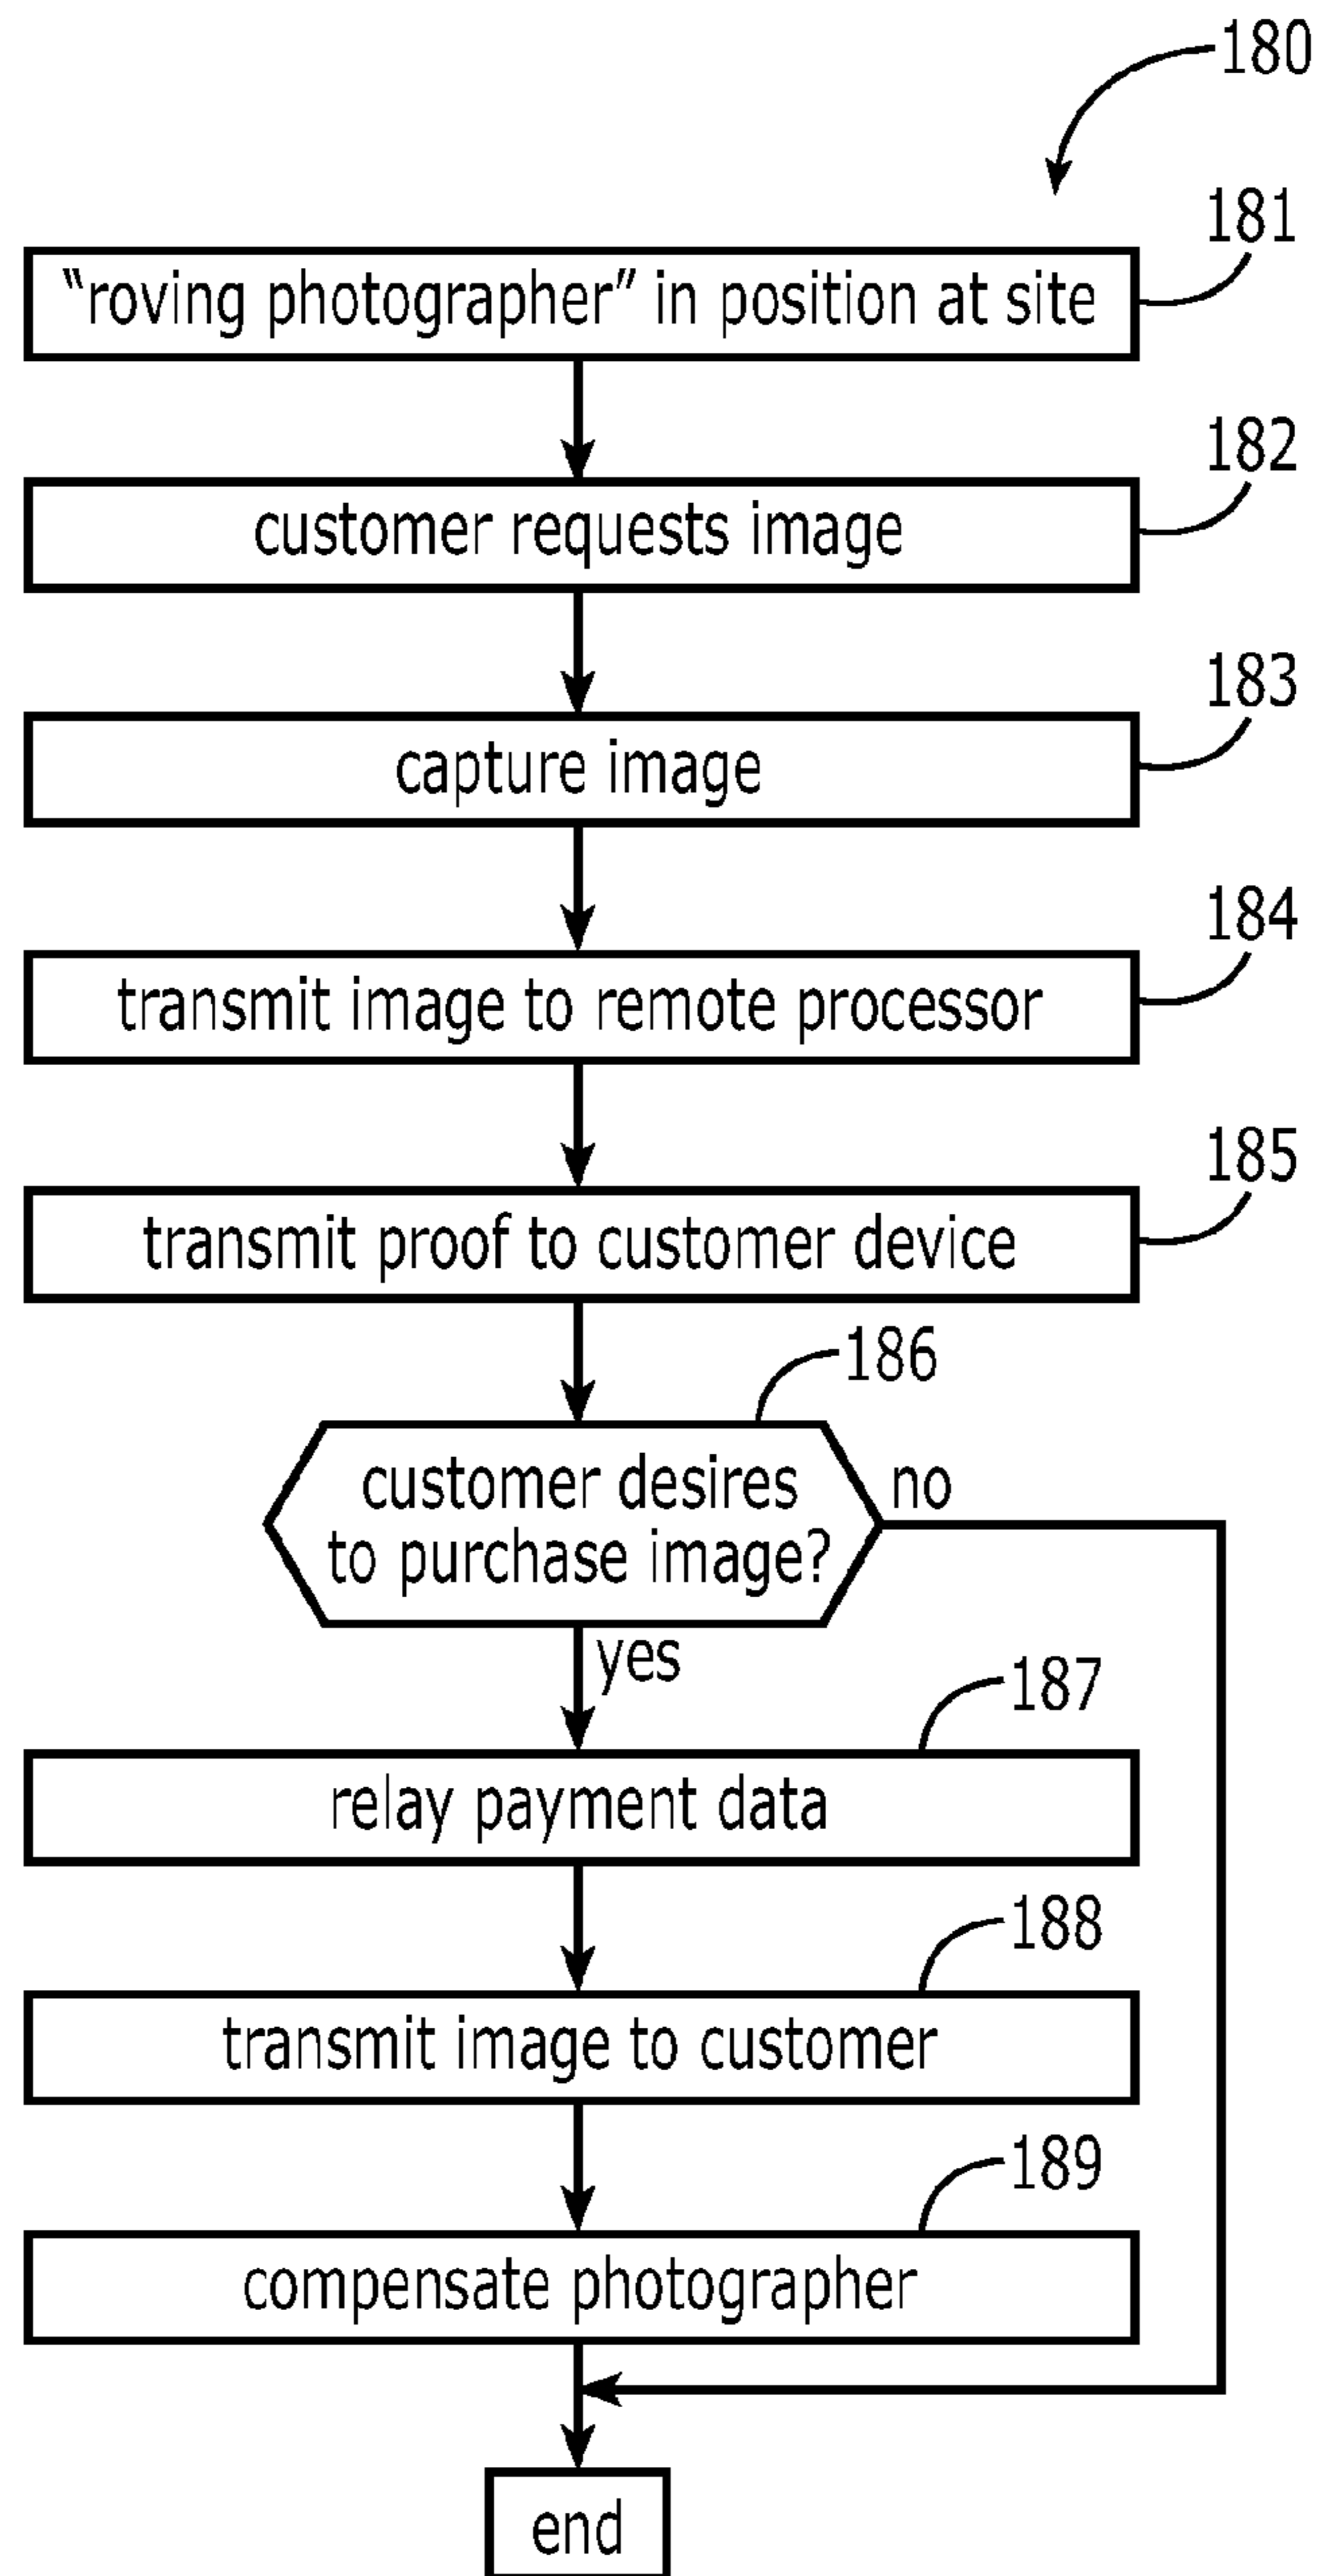 180
181
“roving photographer” in position at site
182
customer requests image
183
capture image
184
transmit image to remote processor
185
transmit proof to customer device
186
customer desires
to purchase image?
no
yes
187
relay payment data
188
transmit image to customer
189
compensate photographer
end